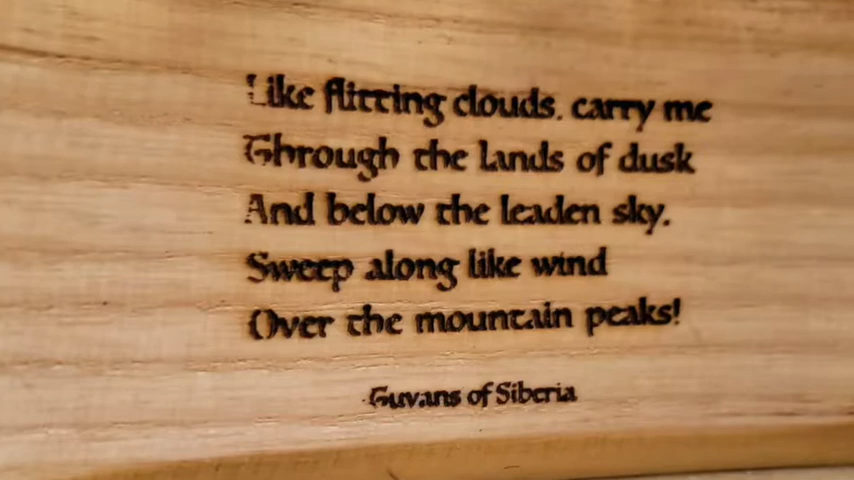 Like flitting clouds, carry me
Through the lands of dusk
And below the leaden sky,
Sweep along like wind
Over the mountain peaks!
-Tuvans of Siberia